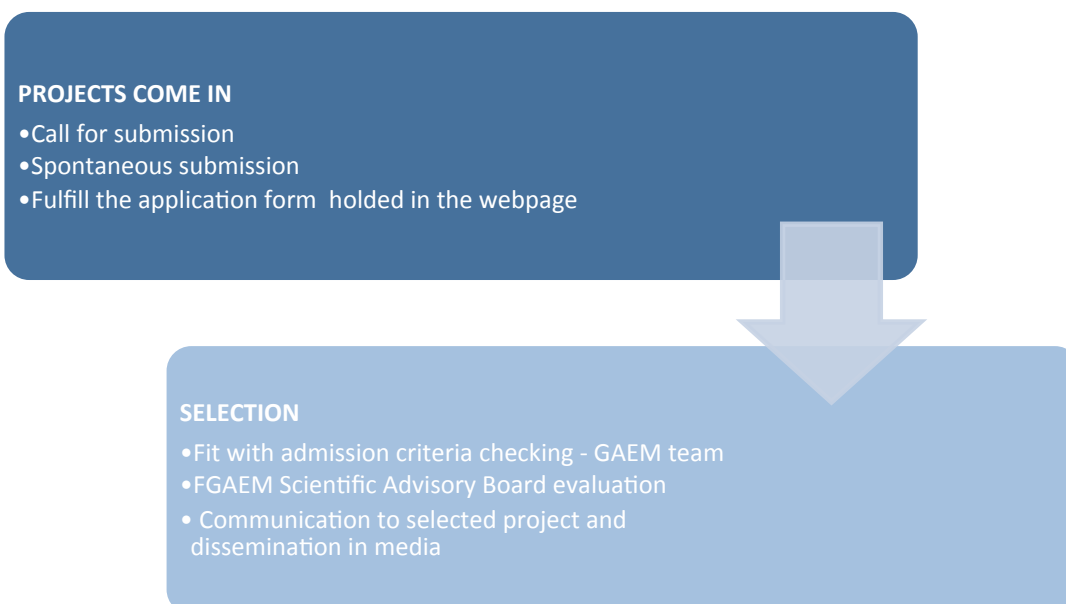 PROJECTS COME IN
•Call for submission
•Spontaneous submission
•Fulfill the application form  holded in the webpage
SELECTION
•Fit with admission criteria checking - GAEM team
•FGAEM Scientific Advisory Board evaluation
• Communication to selected project and
dissemination in media